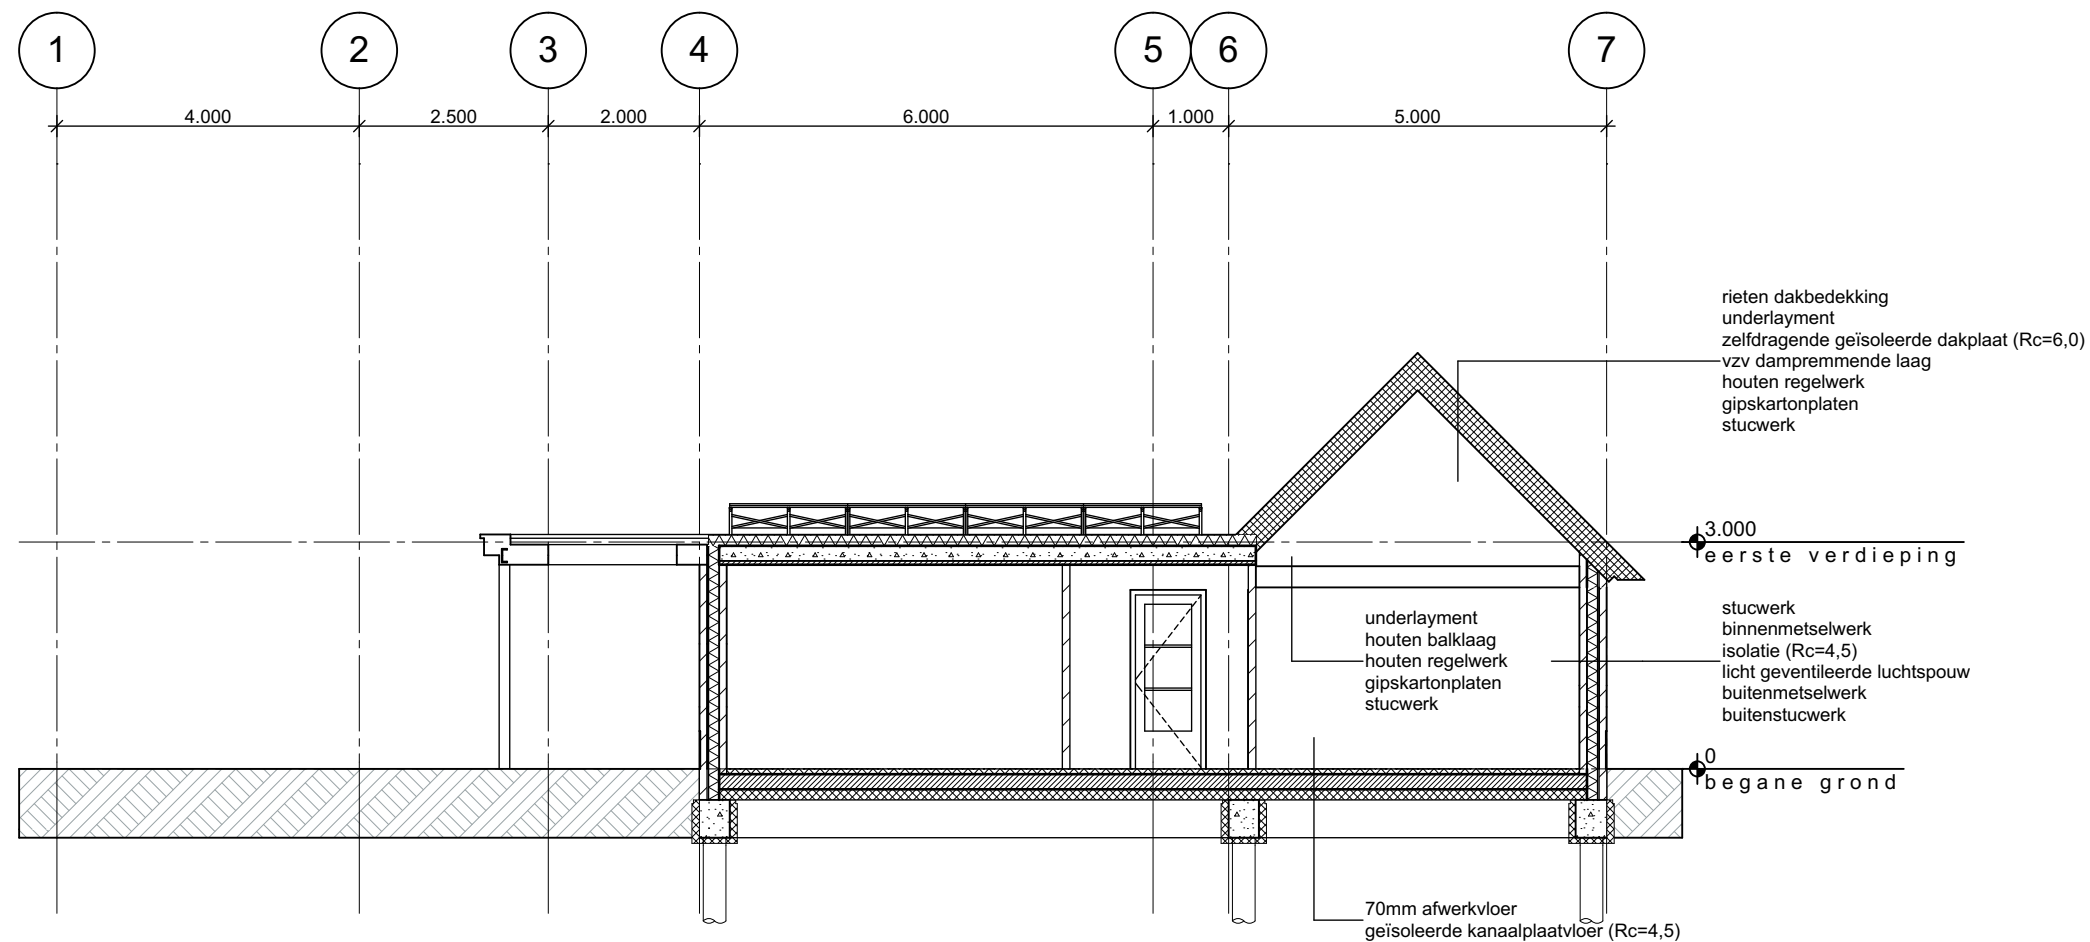 1 2 3 4 5 6 7
4.000 2.500 2.000 6.000 1.000 5.000
rieten dakbedekking
underlayment
zelfdragende geïsoleerde dakplaat (Rc=6,0)
vzv dampremmende laag
houten regelwerk
gipskartonplaten
stucwerk
3.000
eerste verdieping
underlayment
houten balklaag
houten regelwerk
gipskartonplaten
stucwerk
stucwerk
binnenmetselwerk
isolatie (Rc=4,5)
licht geventileerde luchtspouw
buitenmetselwerk
buitenstucwerk
0
begane grond
70mm afwerkvloer
geïsoleerde kanaalplaatvloer (Rc=4,5)